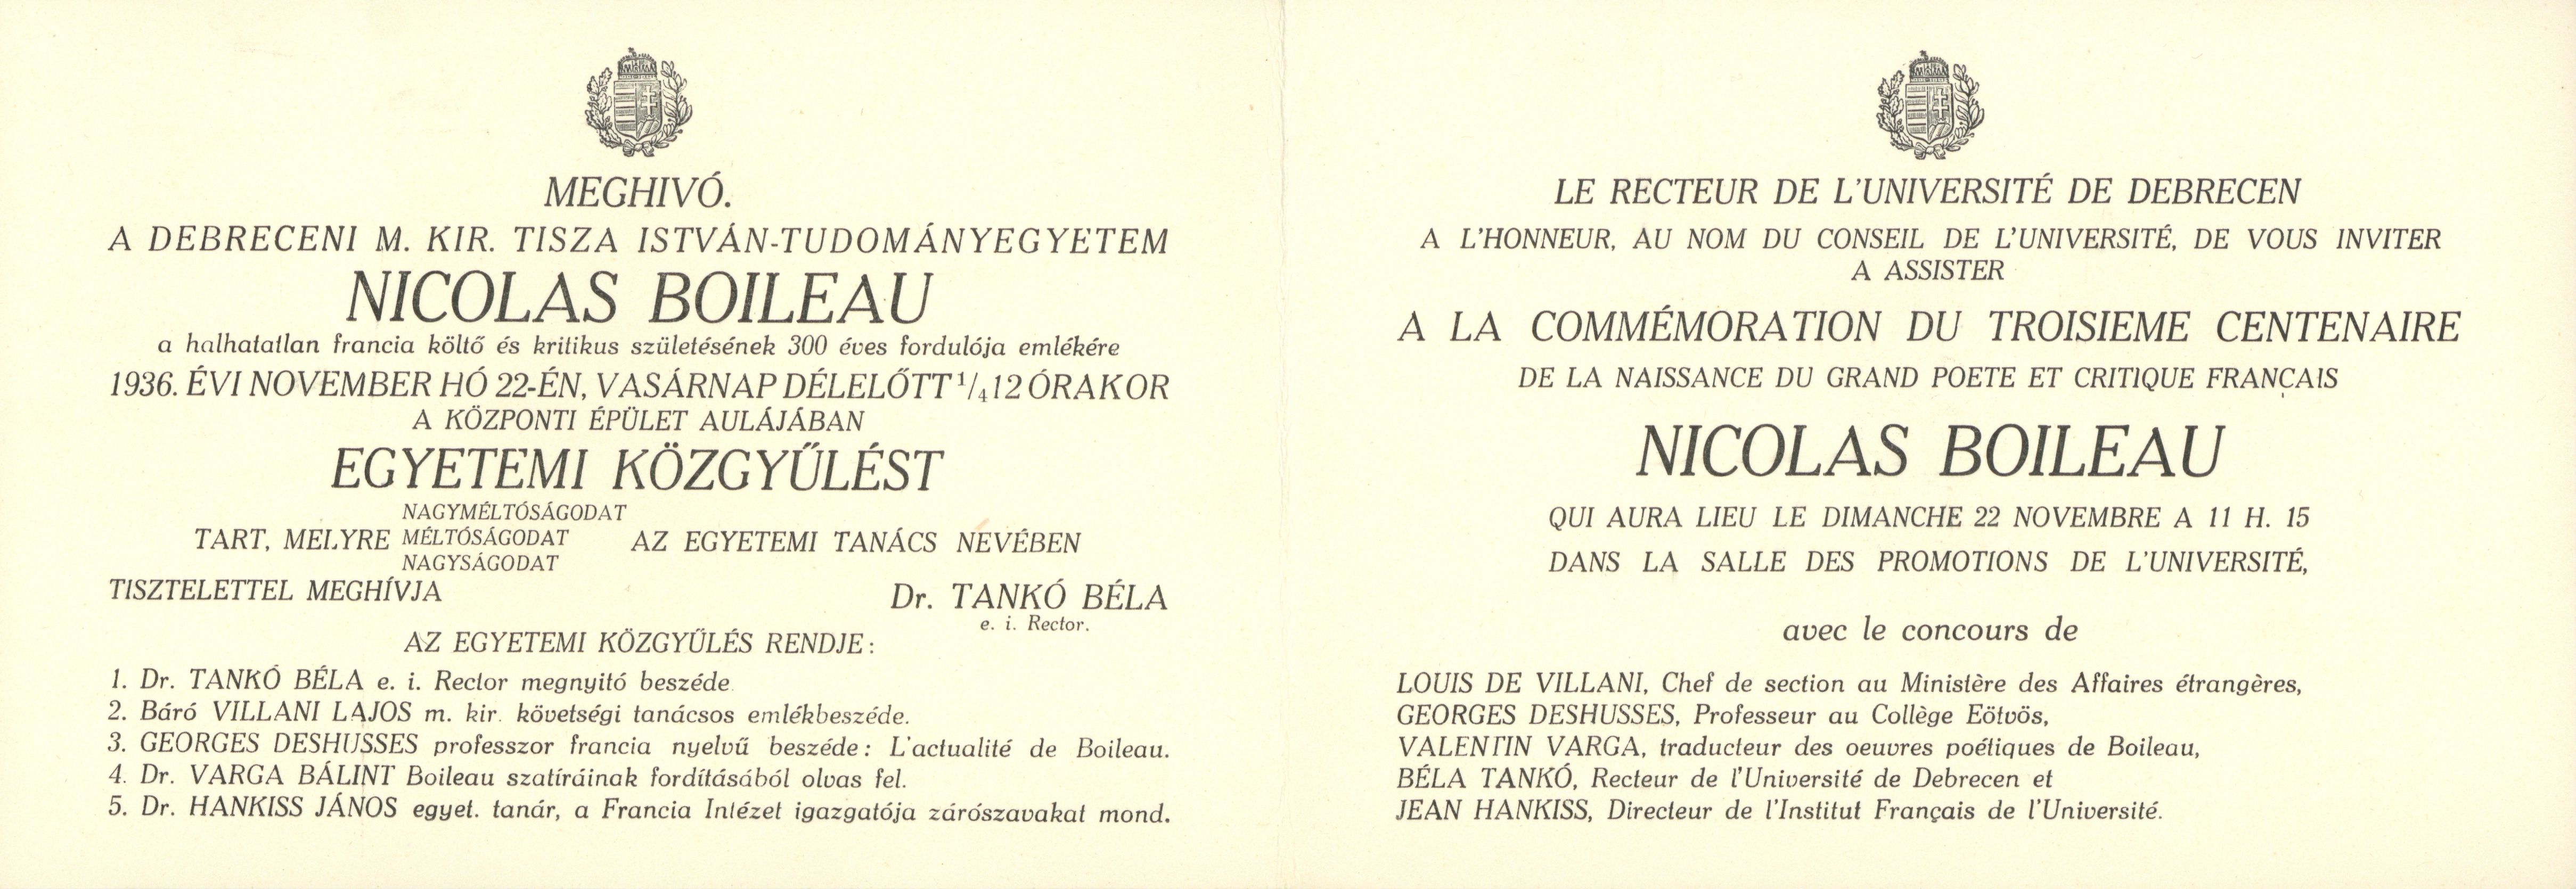 MEGHIVÓ.
A DEBRECENI M. KIR. TISZA ISTVÁN-TUDOMÁNYEGYETEM
NICOLAS BOILEAU
a halhatatlan francia költő és kritikus születésének 300 éves fordulója emlékére
1936. ÉVI NOVEMBER HÓ 22-ÉN, VASÁRNAP DÉLELŐTT 1/4 12 ÓRAKOR
A KÖZPONTI ÉPÜLET AULÁJÁBAN
EGYETEMI KÖZGYŰLÉST
NAGYMÉLTÓSÁGODAT
TART, MELYRE MÉLTÓSÁGODAT AZ EGYETEMI TANÁCS NEVÉBEN
NAGYSÁGODAT
TISZTELETTEL MEGHÍVJA
Dr. TANKÓ BÉLA
e. i. Rector.
AZ EGYETEMI KÖZGYŰLÉS RENDJE:
1. Dr. TANKÓ BÉLA e. i. Rector megnyitó beszéde
2. Báró VILLANI LAJOS m. kir. követségi tanácsos emlékbeszéde.
3. GEORGES DESHUSSES professzor francia nyelvű beszéde: L'actualité de Boileau.
4. Dr. VARGA BÁLINT Boileau szatíráinak fordításából olvas fel.
5. Dr. HANKISS JÁNOS egyet. tanár, a Francia Intézet igazgatója zárószavakat mond.
LE RECTEUR DE L'UNIVERSITÉ DE DEBRECEN
A L'HONNEUR, AU NOM DU CONSEIL DE L'UNIVERSITÉ, DE VOUS INVITER
A ASSISTER
A LA COMMÉMORATION DU TROISIEME CENTENAIRE
DE LA NAISSANCE DU GRAND POETE ET CRITIQUE FRANÇAIS
NICOLAS BOILEAU
QUI AURA LIEU LE DIMANCHE 22 NOVEMBRE A 11 H. 15
DANS LA SALLE DES PROMOTIONS DE L'UNIVERSITÉ,
avec le concours de
LOUIS DE VILLANI, Chef de section au Ministère des Affaires étrangères,
GEORGES DESHUSSES, Professeur au Collège Eötvös,
VALENTIN VARGA, traducteur des oeuvres poétiques de Boileau,
BÉLA TANKÓ, Recteur de l'Université de Debrecen et
JEAN HANKISS, Directeur de l'Institut Français de l'Université.